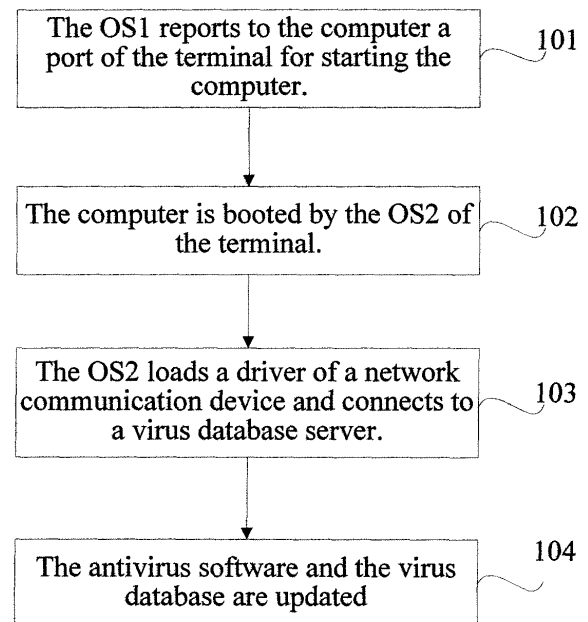 The OS1 reports to the computer a
port of the terminal for starting the
computer.
101
The computer is booted by the OS2 of
the terminal.
102
The OS2 loads a driver of a network
communication device and connects to
a virus database server.
103
The antivirus software and the virus
database are updated
104